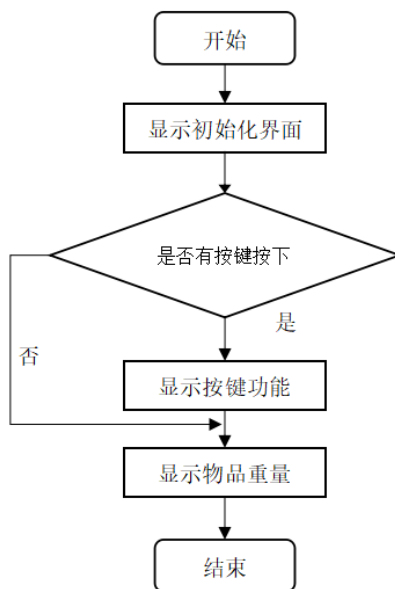 开始
显示初始化界面
是否有按键按下
是
否
显示按键功能
显示物品重量
结束